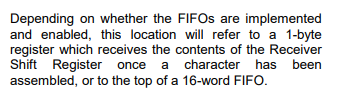 Depending on whether the FIFOs are implemented
and enabled, this location will refer to a 1-byte
register which receives the contents of the Receiver
Shift Register once a character has been
assembled, or to the top of a 16-word FIFO.